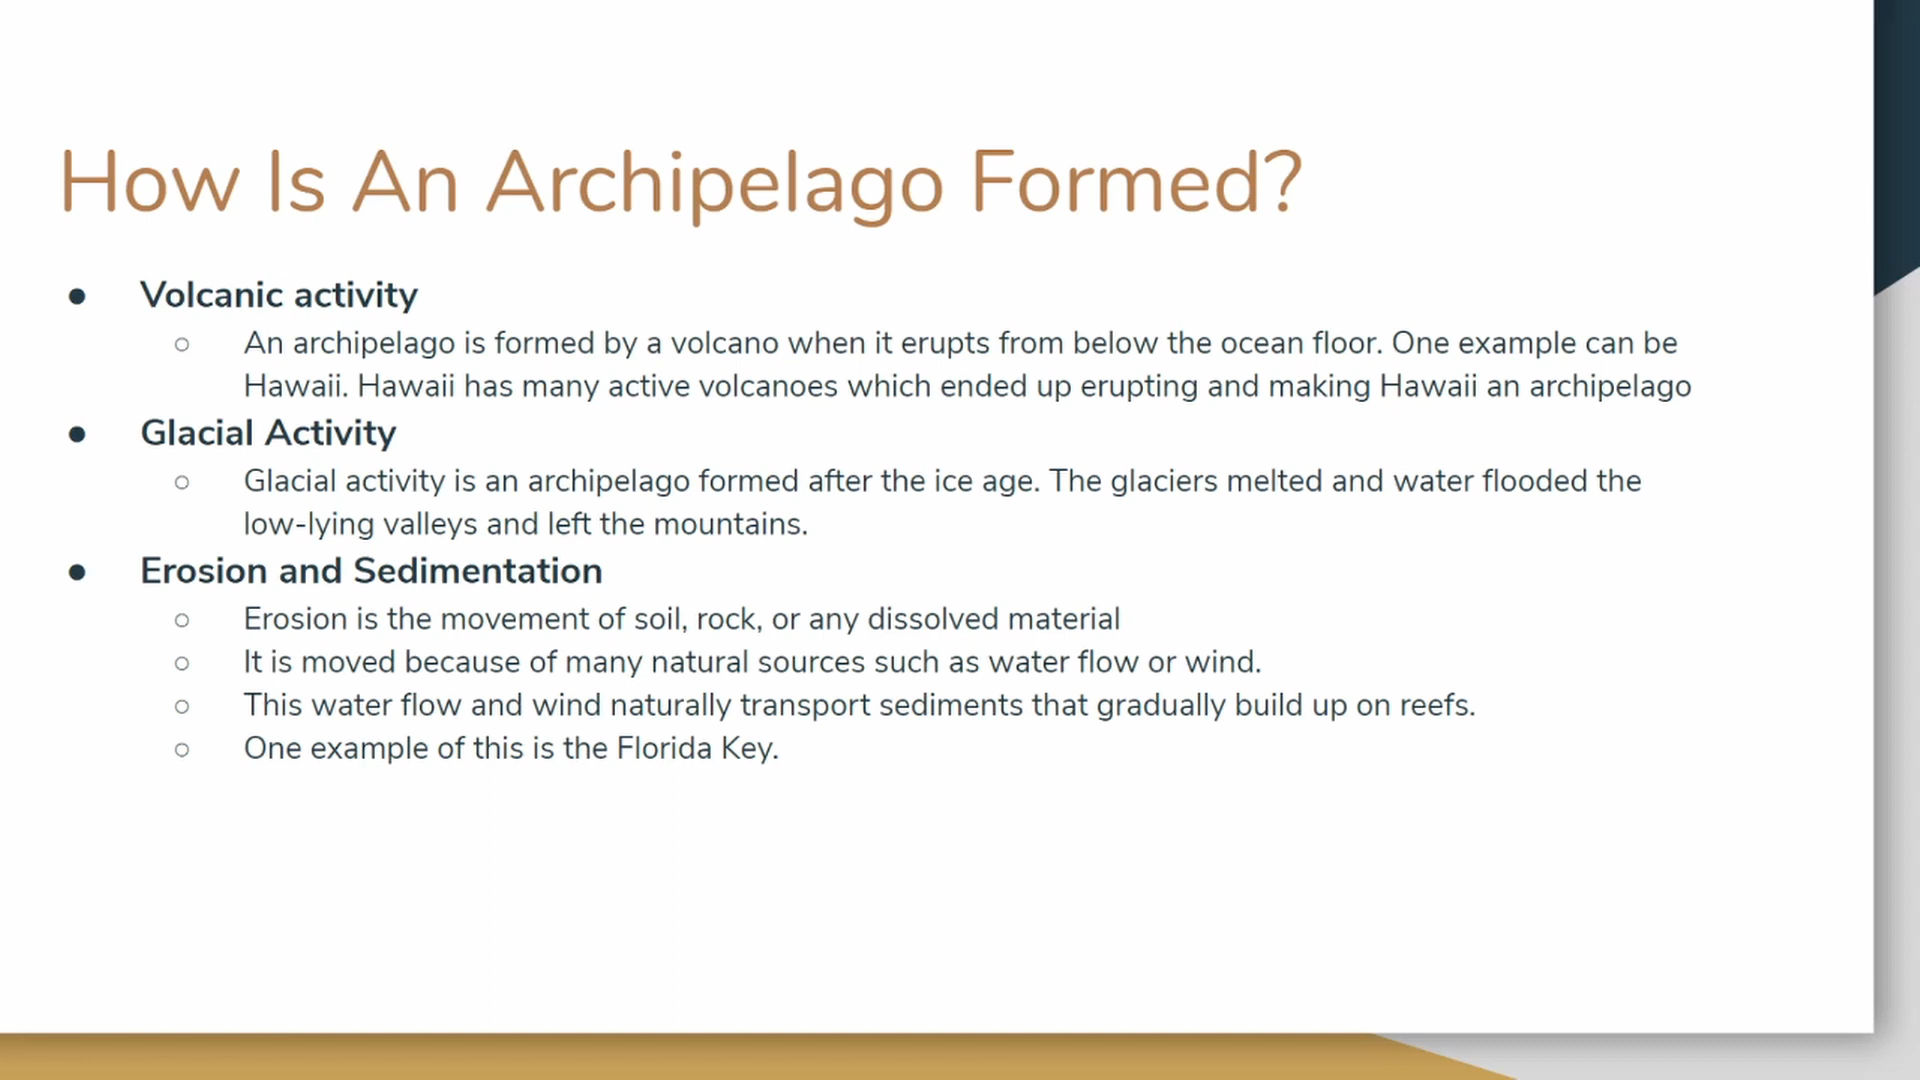 How Is An Archipelago Formed?
● Volcanic activity
○ An archipelago is formed by a volcano when it erupts from below the ocean floor. One example can be
Hawaii. Hawaii has many active volcanoes which ended up erupting and making Hawaii an archipelago
● Glacial Activity
○ Glacial activity is an archipelago formed after the ice age. The glaciers melted and water flooded the
low-lying valleys and left the mountains.
● Erosion and Sedimentation
○ Erosion is the movement of soil, rock, or any dissolved material
○ It is moved because of many natural sources such as water flow or wind.
○ This water flow and wind naturally transport sediments that gradually build up on reefs.
○ One example of this is the Florida Key.